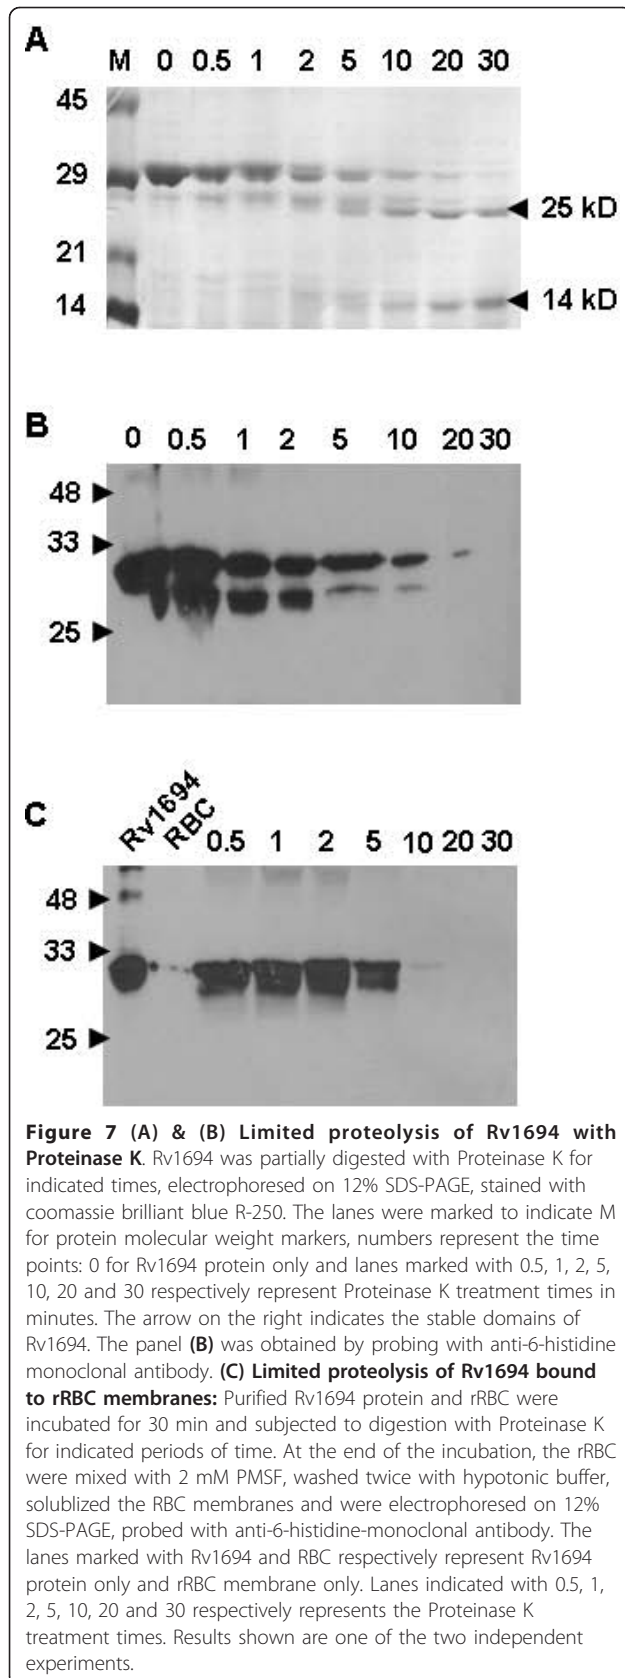 A
M 0 0.5 1 2 5 10 20 30
45
29
25 kD
21
14
14 kD
B
0 0.5 1 2 5 10 20 30
48
33
25
C
Rv1694 RBC 0.5 1 2 5 10 20 30
48
33
25
Figure 7 (A) & (B) Limited proteolysis of Rv1694 with
Proteinase K. Rv1694 was partially digested with Proteinase K for
indicated times, electrophoresed on 12% SDS-PAGE, stained with
coomassie brilliant blue R-250. The lanes were marked to indicate M
for protein molecular weight markers, numbers represent the time
points: 0 for Rv1694 protein only and lanes marked with 0.5, 1, 2, 5,
10, 20 and 30 respectively represent Proteinase K treatment times in
minutes. The arrow on the right indicates the stable domains of
Rv1694. The panel (B) was obtained by probing with anti-6-histidine
monoclonal antibody. (C) Limited proteolysis of Rv1694 bound
to rRBC membranes: Purified Rv1694 protein and rRBC were
incubated for 30 min and subjected to digestion with Proteinase K
for indicated periods of time. At the end of the incubation, the rRBC
were mixed with 2 mM PMSF, washed twice with hypotonic buffer,
solublized the RBC membranes and were electrophoresed on 12%
SDS-PAGE, probed with anti-6-histidine-monoclonal antibody. The
lanes marked with Rv1694 and RBC respectively represent Rv1694
protein only and rRBC membrane only. Lanes indicated with 0.5, 1,
2, 5, 10, 20 and 30 respectively represents the Proteinase K
treatment times. Results shown are one of the two independent
experiments.